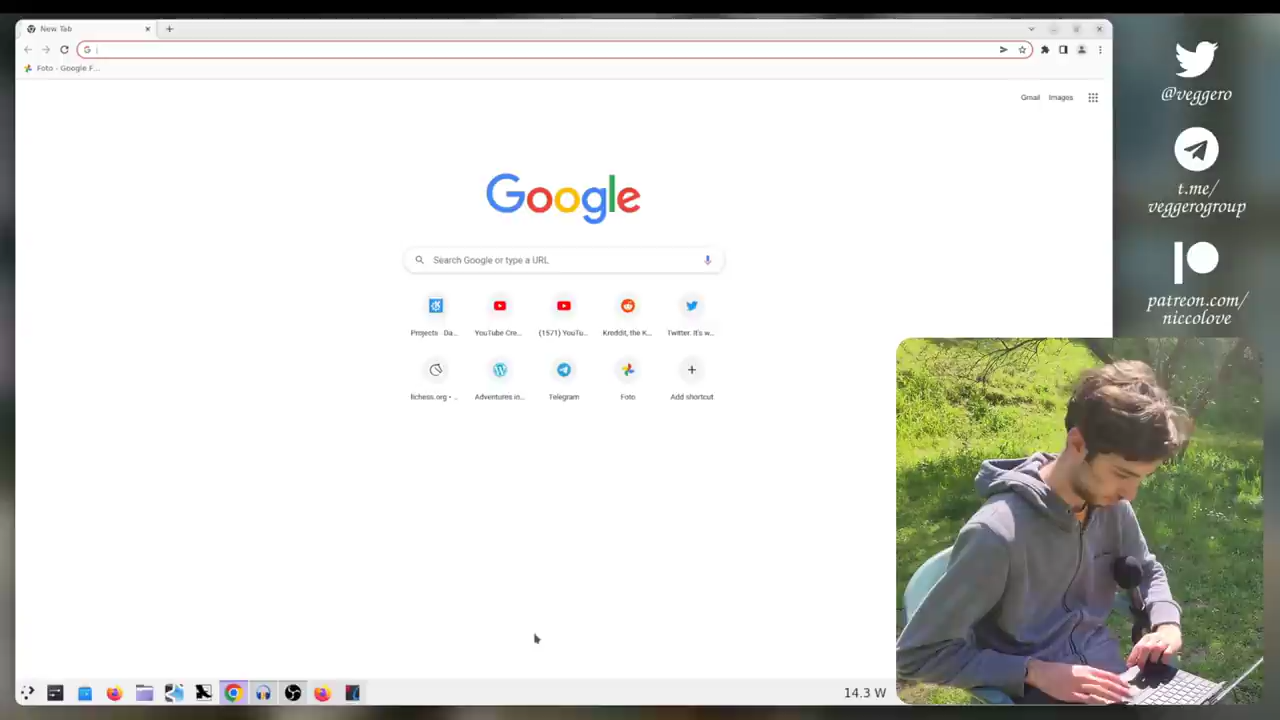 New Tab
Foto - Google F...
Gmail
Images
Google
Search Google or type a URL
Projects · Da...
YouTube Cre...
(1571) YouTu...
Kreddit, the K...
Twitter. It's w...
lichess.org • ...
Adventures in...
Telegram
Foto
Add shortcut
14.3 W
@veggero
t.me/
veggerogroup
patreon.com/
niccolove